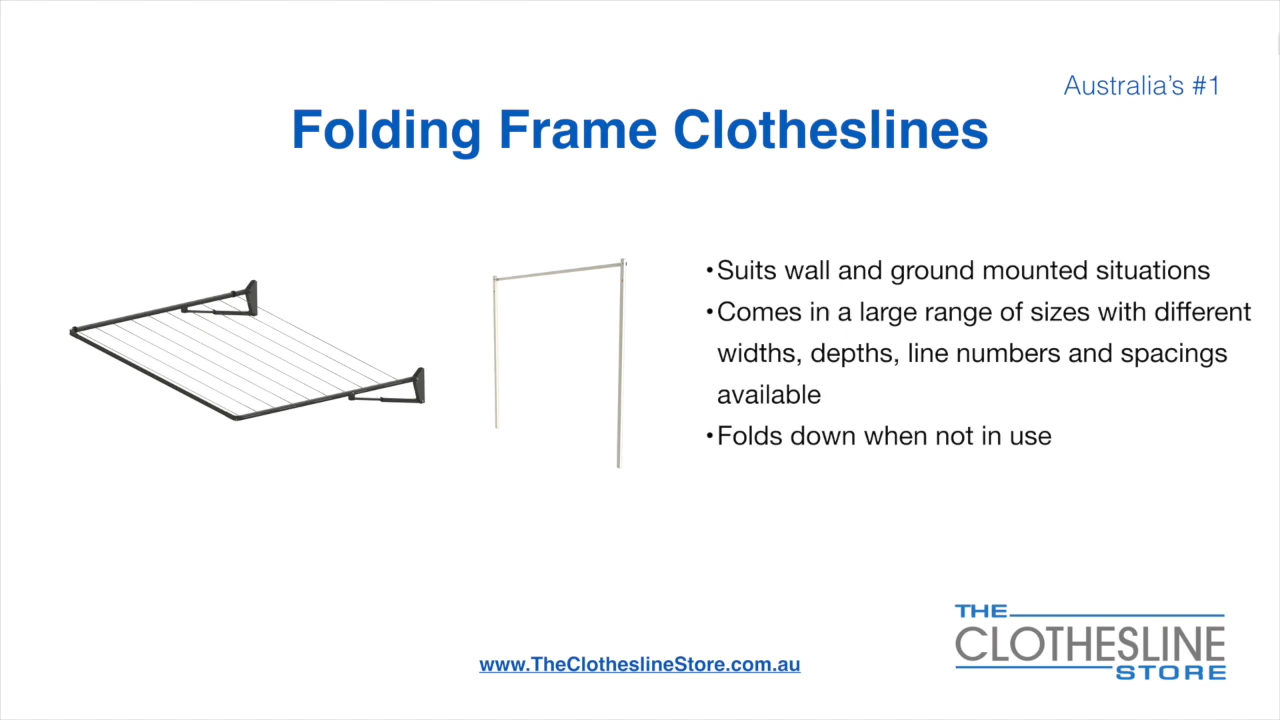 Australia's #1
Folding Frame Clotheslines
•Suits wall and ground mounted situations
•Comes in a large range of sizes with different
widths, depths, line numbers and spacings
available
•Folds down when not in use
THE
CLOTHESLINE
STORE
www.TheClotheslineStore.com.au